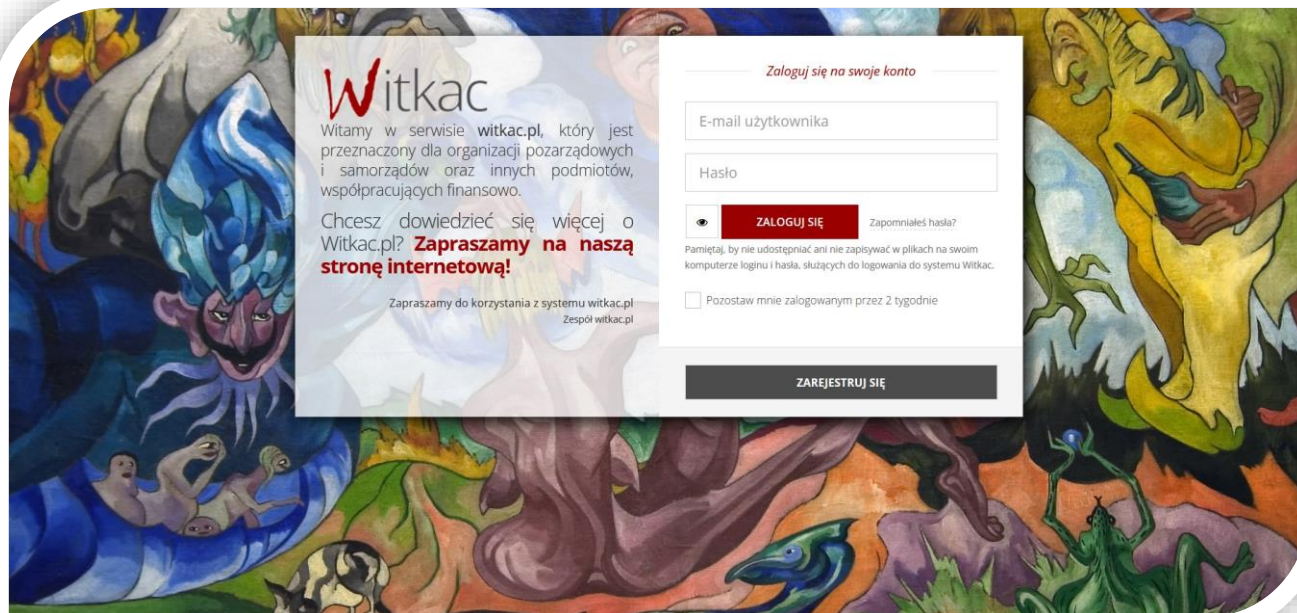 Witkac
Witamy w serwisie witkac.pl, który jest
przeznaczony dla organizacji pozarządowych
i samorządów oraz innych podmiotów,
współpracujących finansowo.
Chcesz dowiedzieć się więcej o
Witkac.pl? Zapraszamy na naszą
stronę internetową!
Zapraszamy do korzystania z systemu witkac.pl
Zespół witkac.pl
Zaloguj się na swoje konto
E-mail użytkownika
Hasło
ZALOGUJ SIĘ Zapomniałeś hasła?
Pamiętaj, by nie udostępniać ani nie zapisywać w plikach na swoim
komputerze loginu i hasła, służących do logowania do systemu Witkac.
Pozostaw mnie zalogowanym przez 2 tygodnie
ZAREJESTRUJ SIĘ